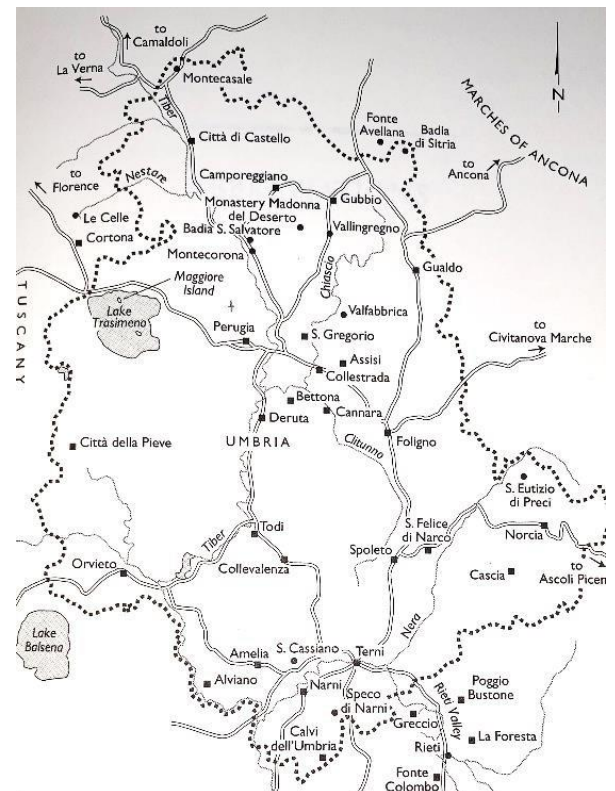 to
Camaldoli
to
La Verna
Montecasale
Tiber
Fonte
Avellana
Badia
di Sitria
N
MARCHES OF ANCONA
to
Ancona
Città di Castello
to
Florence
Nestare
Camporeggiano
Monastery Madonna
del Deserto
Gubbio
Le Celle
Badia S. Salvatore
Vallingregno
Cortona
Montecorona
Chiascio
Gualdo
Maggiore
Island
TUSCANY
Lake
Trasimeno
Valfabbrica
to
Civitanova Marche
Perugia
S. Gregorio
Assisi
Collestrada
Bettona
Cannara
Deruta
Clitunno
Foligno
Città della Pieve
UMBRIA
S. Eutizio
di Preci
Tiber
Todi
S. Felice
di Narco
Norcia
Orvieto
Collevalenza
Spoleto
to
Ascoli Picen
Cascia
Lake
Balsena
Nera
Amelia
S. Cassiano
Terni
Alviano
Narni
Speco
di Narni
Rieti Valley
Poggio
Bustone
Greccio
La Foresta
Calvi
dell'Umbria
Rieti
Fonte
Colombo